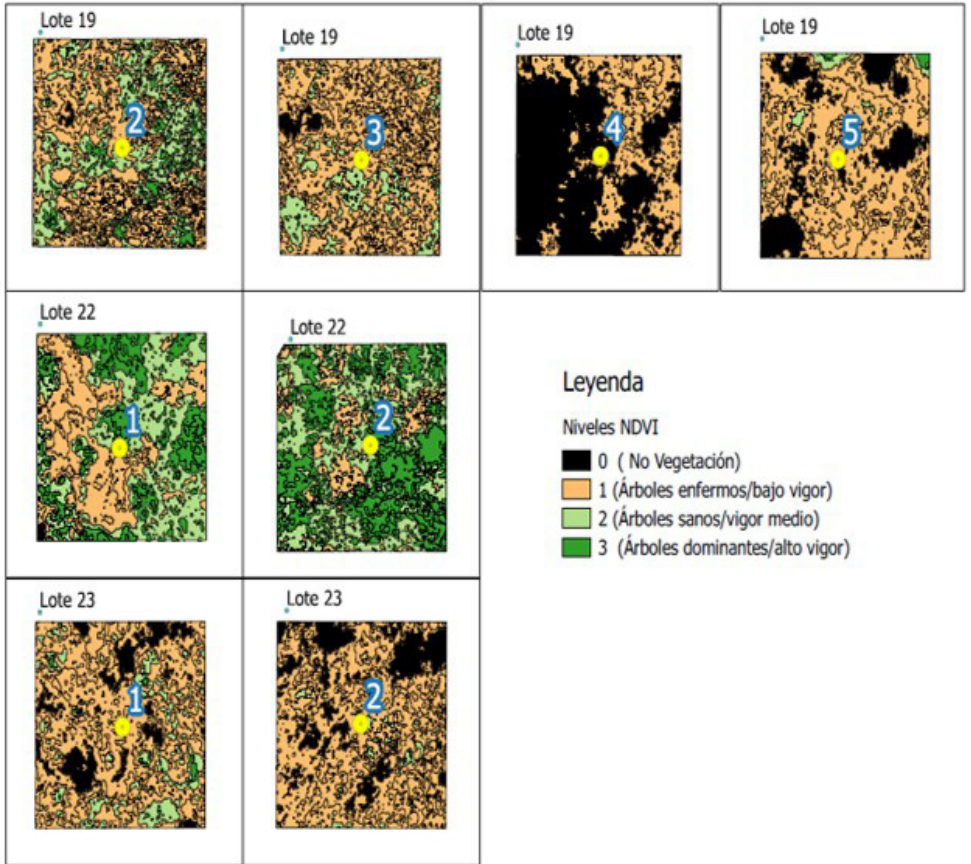 Lote 19
2
Lote 19
3
Lote 19
4
Lote 19
5
Lote 22
1
Lote 22
2
Leyenda
Niveles NDVI
0 ( No Vegetación)
1 (Árboles enfermos/bajo vigor)
2 (Árboles sanos/vigor medio)
3 (Árboles dominantes/alto vigor)
Lote 23
1
Lote 23
2